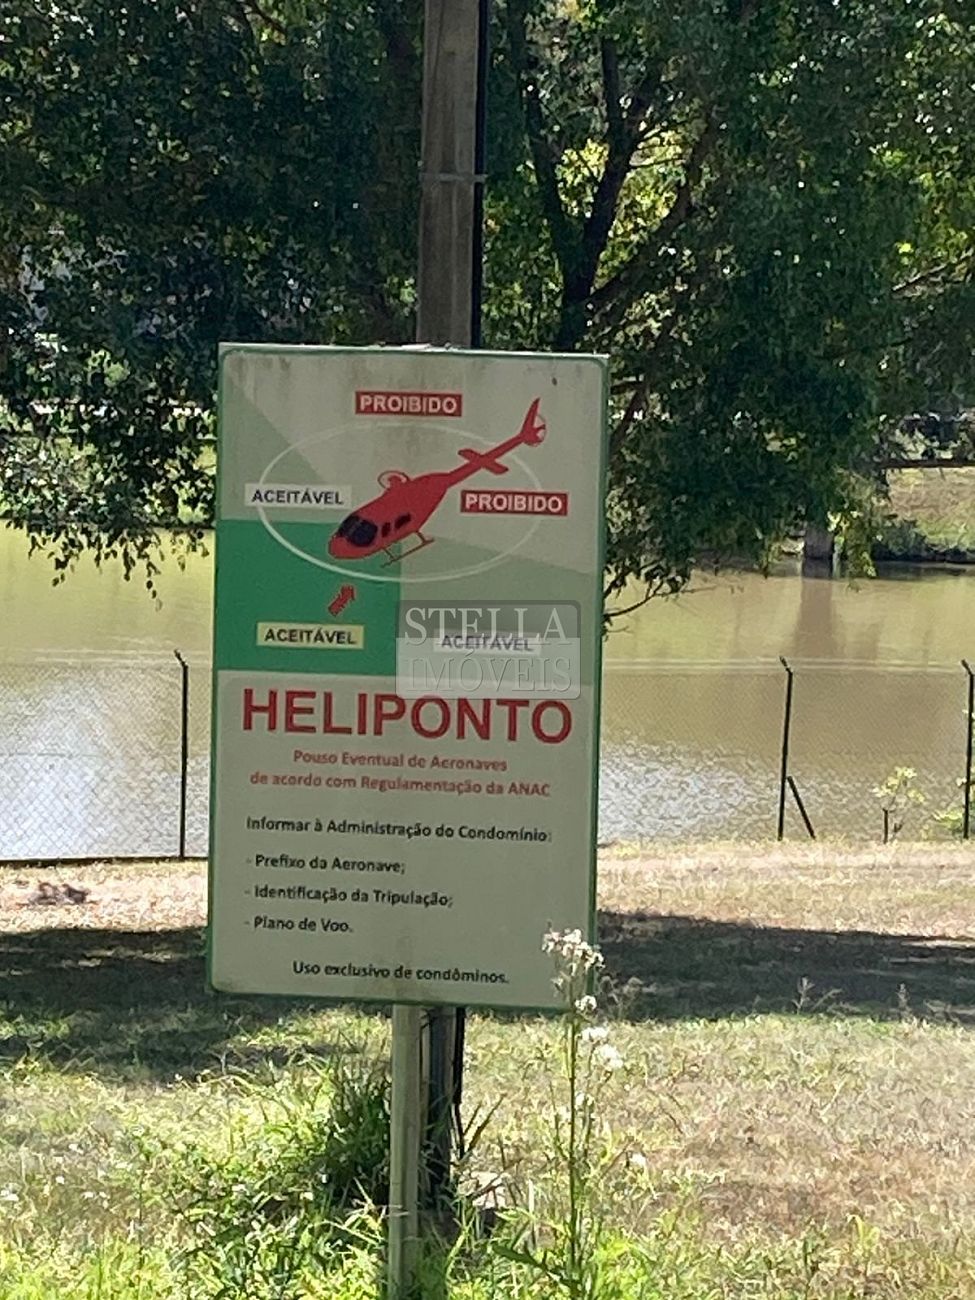 PROIBIDO
ACEITÁVEL
PROIBIDO
ACEITÁVEL
ACEITÁVEL
STELLA
IMÓVEIS
HELIPONTO
Pouso Eventual de Aeronaves
de acordo com Regulamentação da ANAC
Informar à Administração do Condomínio:
- Prefixo da Aeronave;
- Identificação da Tripulação;
- Plano de Voo.
Uso exclusivo de condôminos.